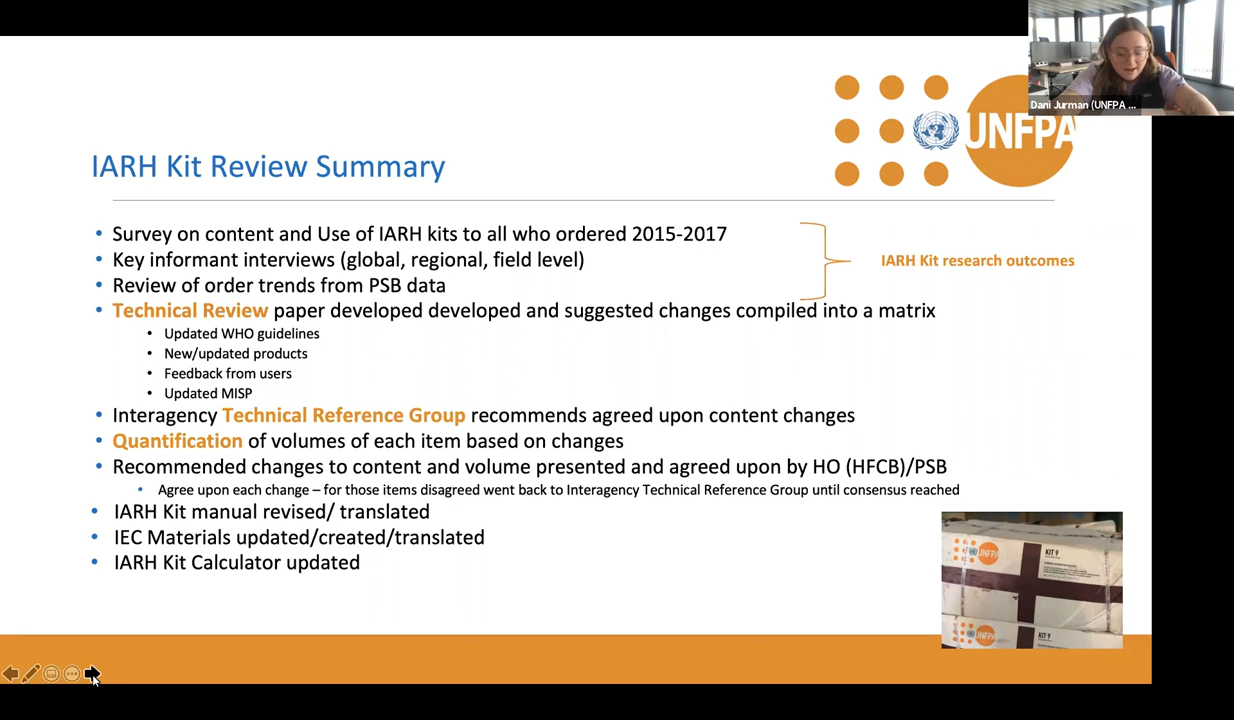 Dani Jurman (UNFPA ...
UNFPA
IARH Kit Review Summary
• Survey on content and Use of IARH kits to all who ordered 2015-2017
• Key informant interviews (global, regional, field level)
• Review of order trends from PSB data
IARH Kit research outcomes
• Technical Review paper developed developed and suggested changes compiled into a matrix
• Updated WHO guidelines
• New/updated products
• Feedback from users
• Updated MISP
• Interagency Technical Reference Group recommends agreed upon content changes
• Quantification of volumes of each item based on changes
• Recommended changes to content and volume presented and agreed upon by HO (HFCB)/PSB
• Agree upon each change – for those items disagreed went back to Interagency Technical Reference Group until consensus reached
• IARH Kit manual revised/ translated
• IEC Materials updated/created/translated
• IARH Kit Calculator updated
UNFPA
KIT 9
UNFPA
KIT 9